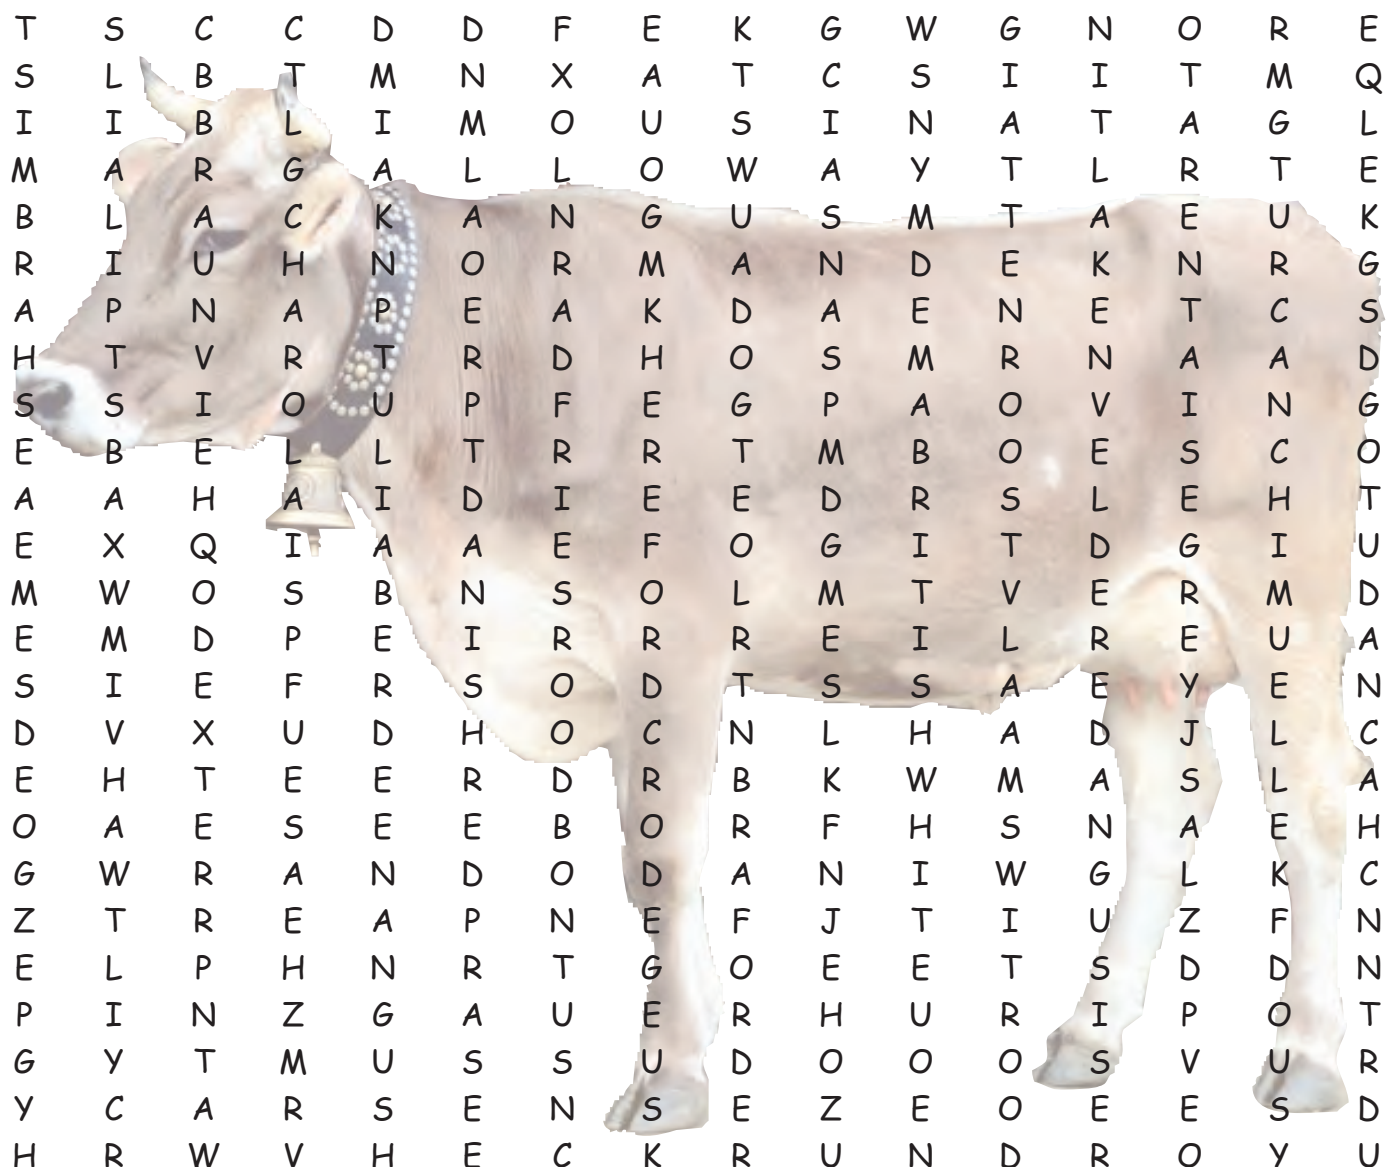 T S C C D D F E K G W G N O R E
S L B T M N X A T C S I I T M Q
I I B L I M O U S I N A T A G L
M A R G A L L O W A Y T L R T E
B L A C K A N G U S M T A E U K
R I U H N O R M A N D E K N R G
A P N A P E A K D A E N E T C S
H T V R T R D H O S M R N A A D
S S I O U P F E G P A O V I N G
E B E L L T R R T M B O E S C O
A A H A I D I E E D R S L E H T
E X Q I A A E F O G I T D G I U
M W O S B N S O L M T V E R M D
E M D P E I R R R E I L R E U A
S I E F R S O D T S S A E Y E N
D V X U D H O C N L H A D J L C
E H T E E R D R B K W M A S L A
O A E S E E B O R F H S N A E H
G W R A N D O D A N I W G L K C
Z T R E A P N E F J T I U Z F N
E L P H N R T G O E E T S D D N
P I N Z G A U E R H U R I P O T
G Y T M U S S U D O O O S V U R
Y C A R S E N S E Z E O E E S D
H R W V H E C K R U N D R O Y U